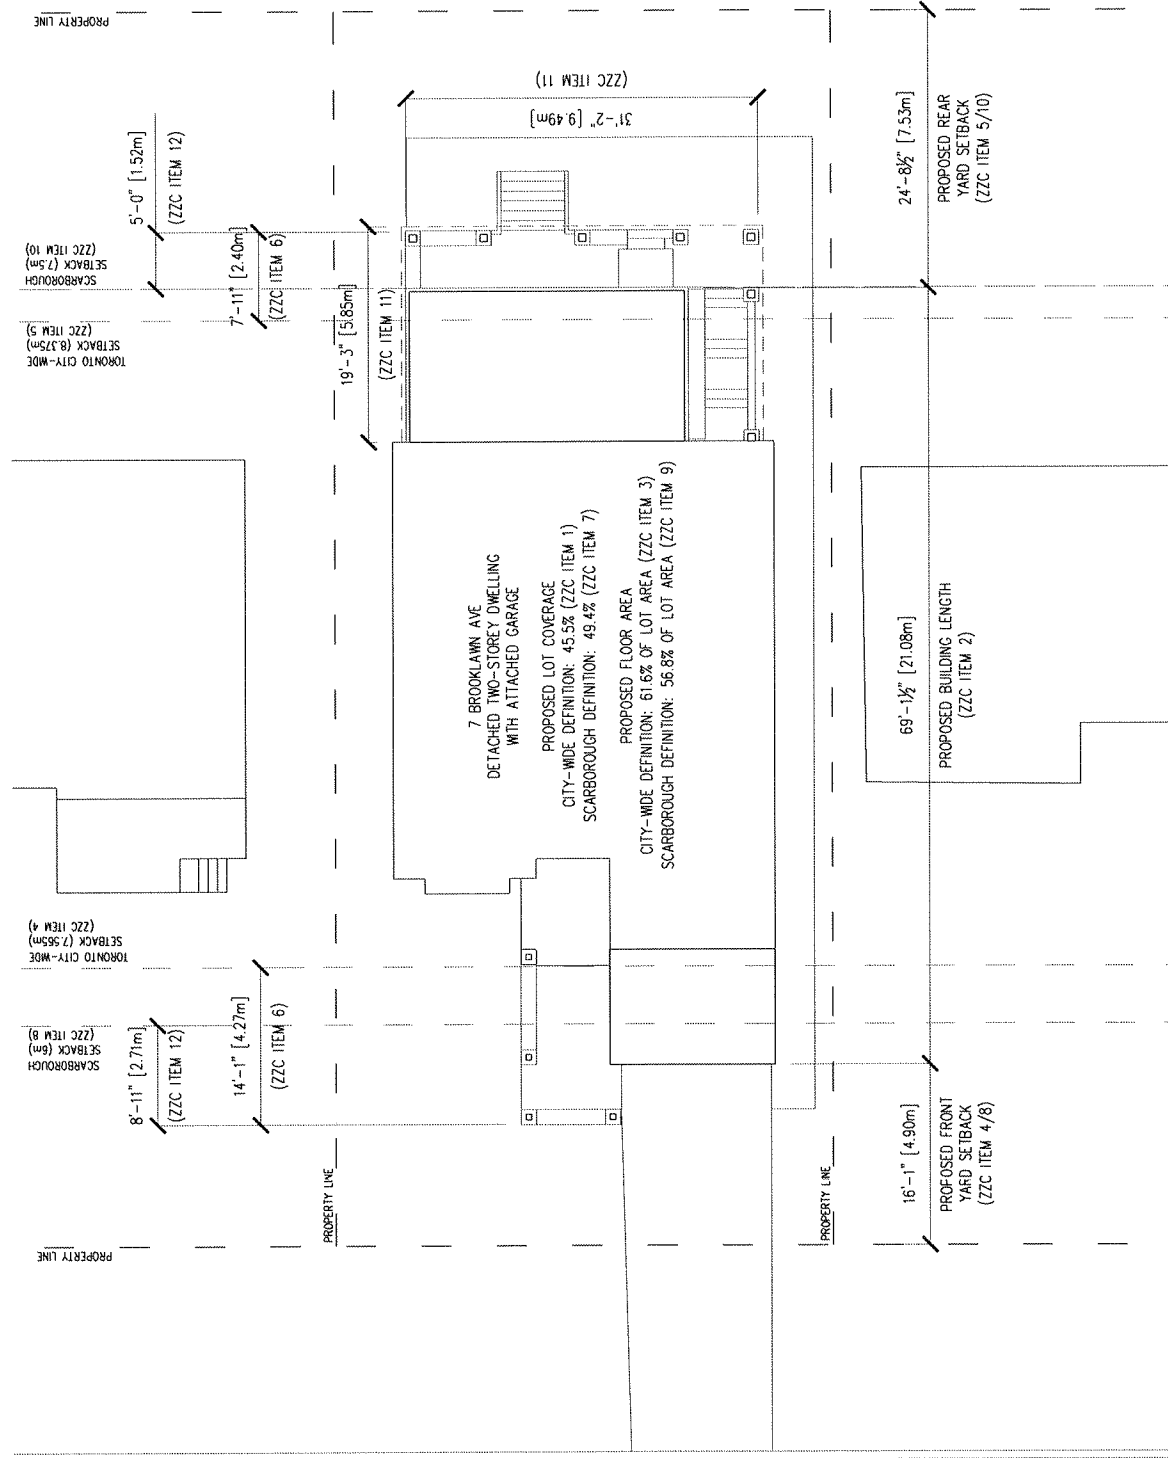 PROPERTY LINE
(ZZC ITEM 11)
31'-2" [9.49m]
5'-0" [1.52m]
(ZZC ITEM 12)
24'-8½" [7.53m]
PROPOSED REAR
YARD SETBACK
(ZZC ITEM 5/10)
SCARBOROUGH
SETBACK (7.5m)
(ZZC ITEM 10)
7'-11" [2.40m]
(ZZC ITEM 6)
TORONTO CITY-WIDE
SETBACK (8.375m)
(ZZC ITEM 5)
19'-3" [5.85m]
(ZZC ITEM 11)
7 BROOKLAWN AVE
DETACHED TWO-STOREY DWELLING
WITH ATTACHED GARAGE
PROPOSED LOT COVERAGE
CITY-WIDE DEFINITION: 45.5% (ZZC ITEM 1)
SCARBOROUGH DEFINITION: 49.4% (ZZC ITEM 7)
PROPOSED FLOOR AREA
CITY-WIDE DEFINITION: 61.6% OF LOT AREA (ZZC ITEM 3)
SCARBOROUGH DEFINITION: 56.8% OF LOT AREA (ZZC ITEM 9)
69'-1½" [21.08m]
PROPOSED BUILDING LENGTH
(ZZC ITEM 2)
TORONTO CITY-WIDE
SETBACK (7.565m)
(ZZC ITEM 4)
SCARBOROUGH
SETBACK (6m)
(ZZC ITEM 8)
8'-11" [2.71m]
(ZZC ITEM 12)
14'-1" [4.27m]
(ZZC ITEM 6)
16'-1" [4.90m]
PROPOSED FRONT
YARD SETBACK
(ZZC ITEM 4/8)
PROPERTY LINE
PROPERTY LINE
PROPERTY LINE